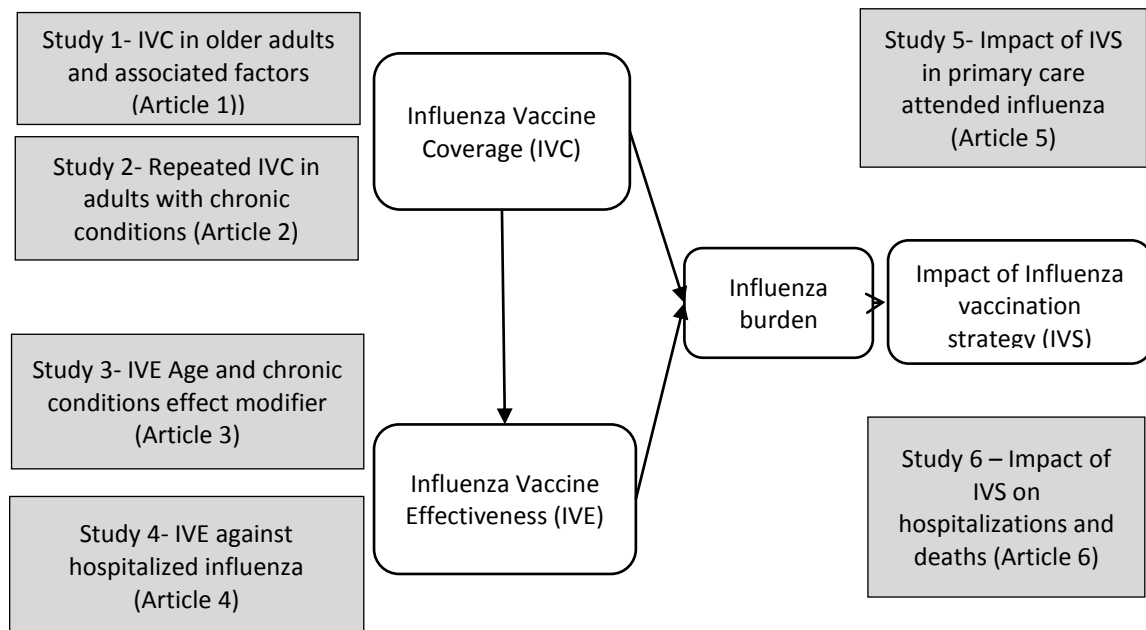 Study 1- IVC in older adults
and associated factors
(Article 1))
Study 2- Repeated IVC in
adults with chronic
conditions (Article 2)
Study 3- IVE Age and chronic
conditions effect modifier
(Article 3)
Study 4- IVE against
hospitalized influenza
(Article 4)
Influenza Vaccine
Coverage (IVC)
Influenza Vaccine
Effectiveness (IVE)
Influenza
burden
Impact of Influenza
vaccination
strategy (IVS)
Study 5- Impact of IVS
in primary care
attended influenza
(Article 5)
Study 6 – Impact of
IVS on
hospitalizations and
deaths (Article 6)